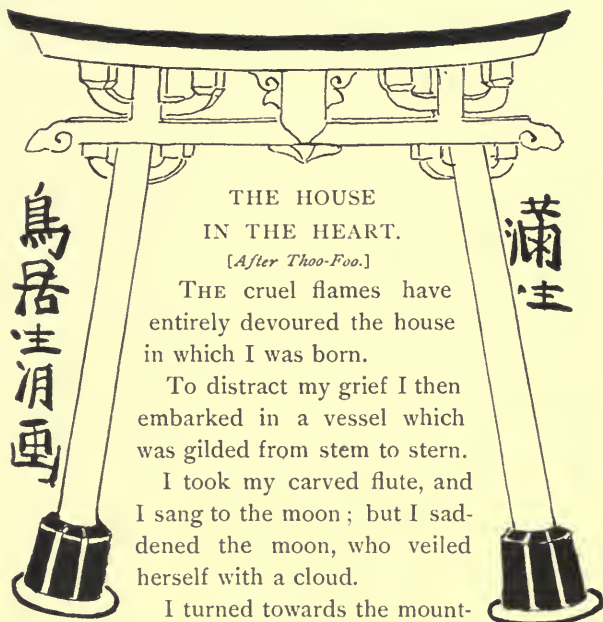 THE HOUSE
IN THE HEART.
[After Thoo-Foo.]
THE cruel flames have
entirely devoured the house
in which I was born.
To distract my grief I then
embarked in a vessel which
was gilded from stem to stern.
I took my carved flute, and
I sang to the moon ; but I sad-
dened the moon, who veiled
herself with a cloud.
I turned towards the mount-
鳥居画
滿